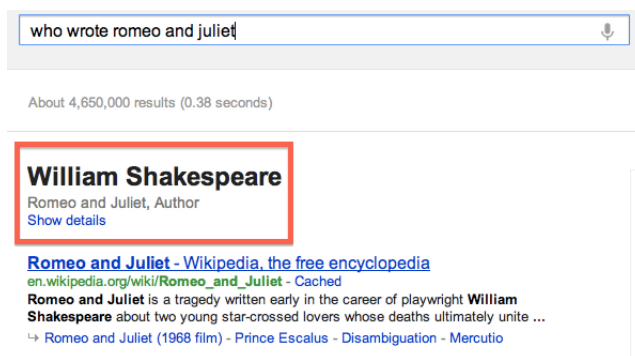 who wrote romeo and juliet
About 4,650,000 results (0.38 seconds)
William Shakespeare
Romeo and Juliet, Author
Show details
Romeo and Juliet - Wikipedia, the free encyclopedia
en.wikipedia.org/wiki/Romeo_and_Juliet - Cached
Romeo and Juliet is a tragedy written early in the career of playwright William
Shakespeare about two young star-crossed lovers whose deaths ultimately unite ...
↳ Romeo and Juliet (1968 film) - Prince Escalus - Disambiguation - Mercutio